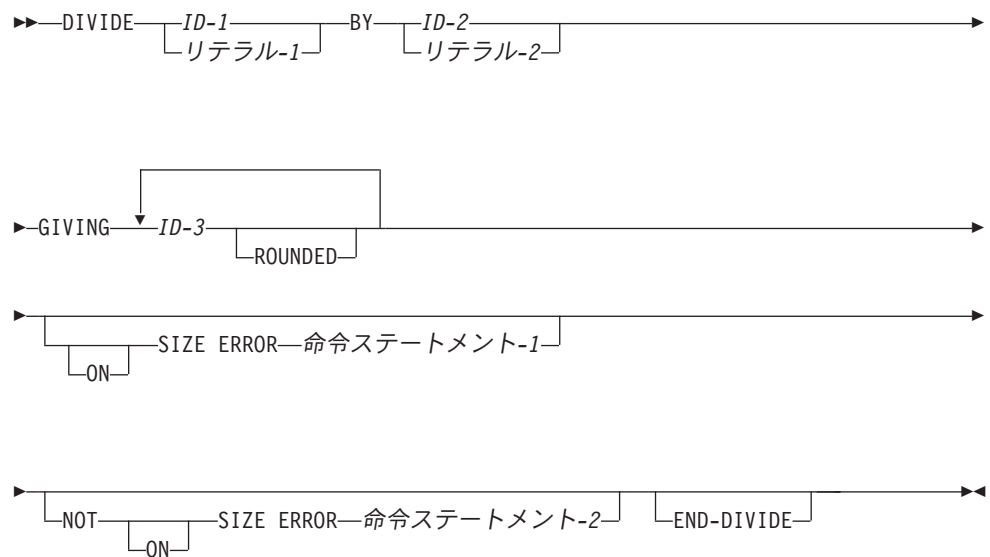 DIVIDE ID-1 BY ID-2
リテラル-1 リテラル-2
GIVING ID-3
ROUNDED
SIZE ERROR 命令ステートメント-1
ON
NOT SIZE ERROR 命令ステートメント-2 END-DIVIDE
ON